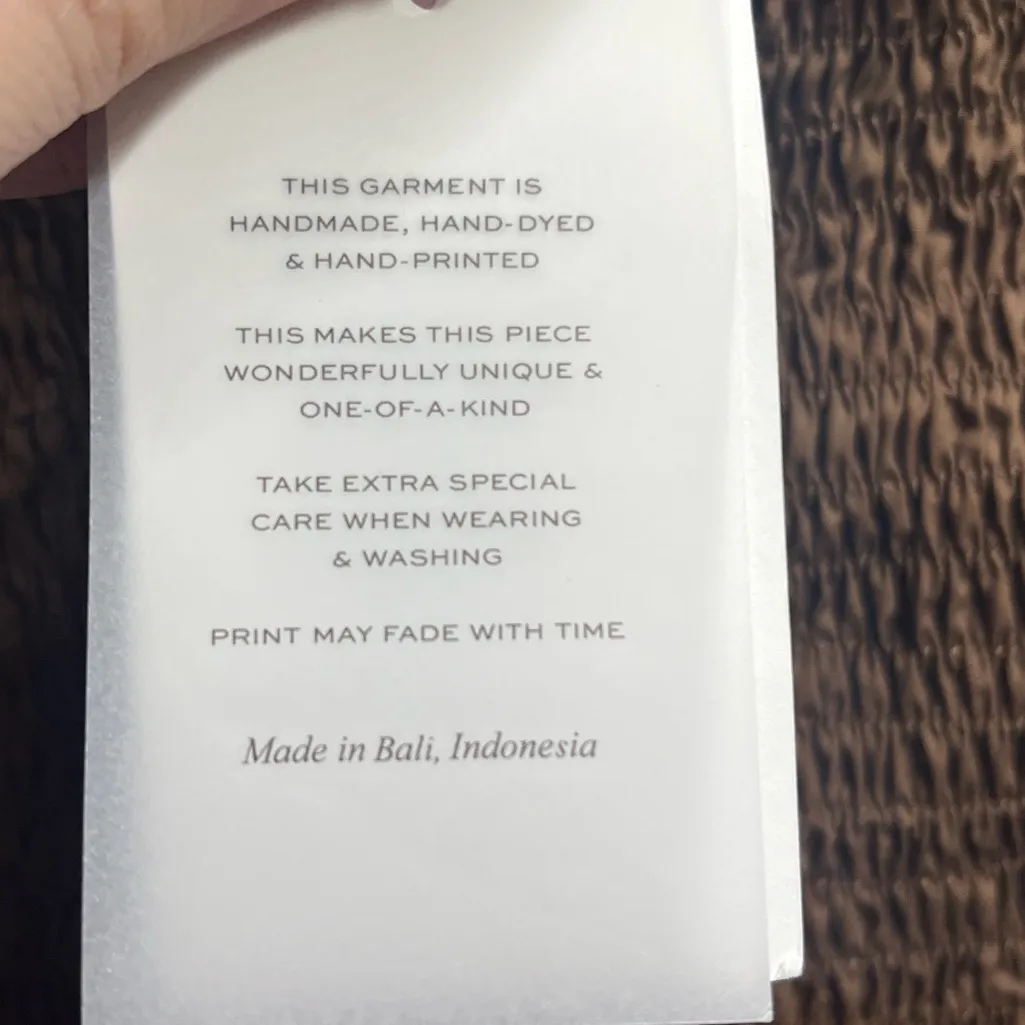 THIS GARMENT IS
HANDMADE, HAND-DYED
& HAND-PRINTED
THIS MAKES THIS PIECE
WONDERFULLY UNIQUE &
ONE-OF-A-KIND
TAKE EXTRA SPECIAL
CARE WHEN WEARING
& WASHING
PRINT MAY FADE WITH TIME
Made in Bali, Indonesia